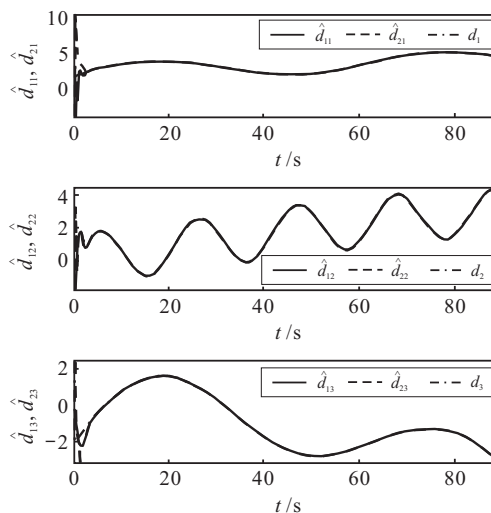 10
5
0
d̂₁₁, d̂₂₁
d̂₁₁ d̂₂₁ d₁
0 20 40 60 80
t /s
4
2
0
d̂₁₂, d̂₂₂
d̂₁₂ d̂₂₂ d₂
0 20 40 60 80
t /s
2
0
−2
d̂₁₃, d̂₂₃
d̂₁₃ d̂₂₃ d₃
0 20 40 60 80
t /s